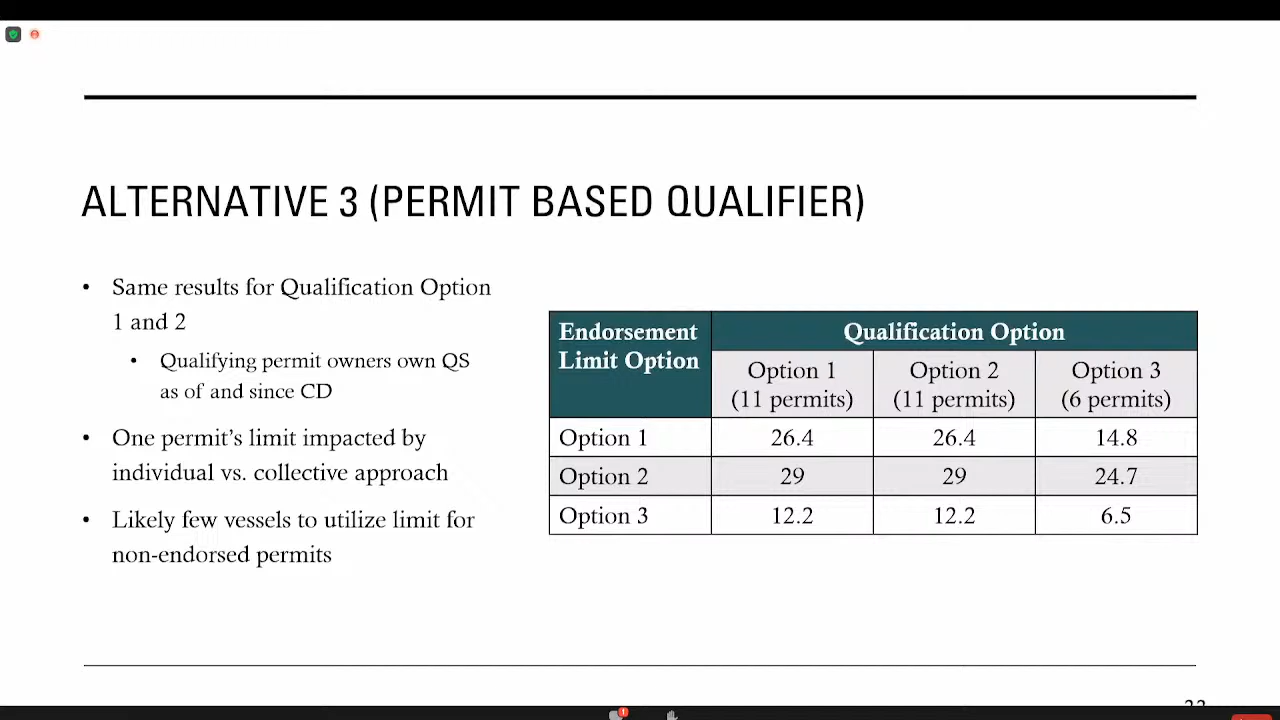 ALTERNATIVE 3 (PERMIT BASED QUALIFIER)
• Same results for Qualification Option
1 and 2
• Qualifying permit owners own QS
as of and since CD
• One permit's limit impacted by
individual vs. collective approach
• Likely few vessels to utilize limit for
non-endorsed permits
Endorsement Limit Option
Qualification Option
Option 1 (11 permits) Option 2 (11 permits) Option 3 (6 permits)
Option 1 26.4 26.4 14.8
Option 2 29 29 24.7
Option 3 12.2 12.2 6.5